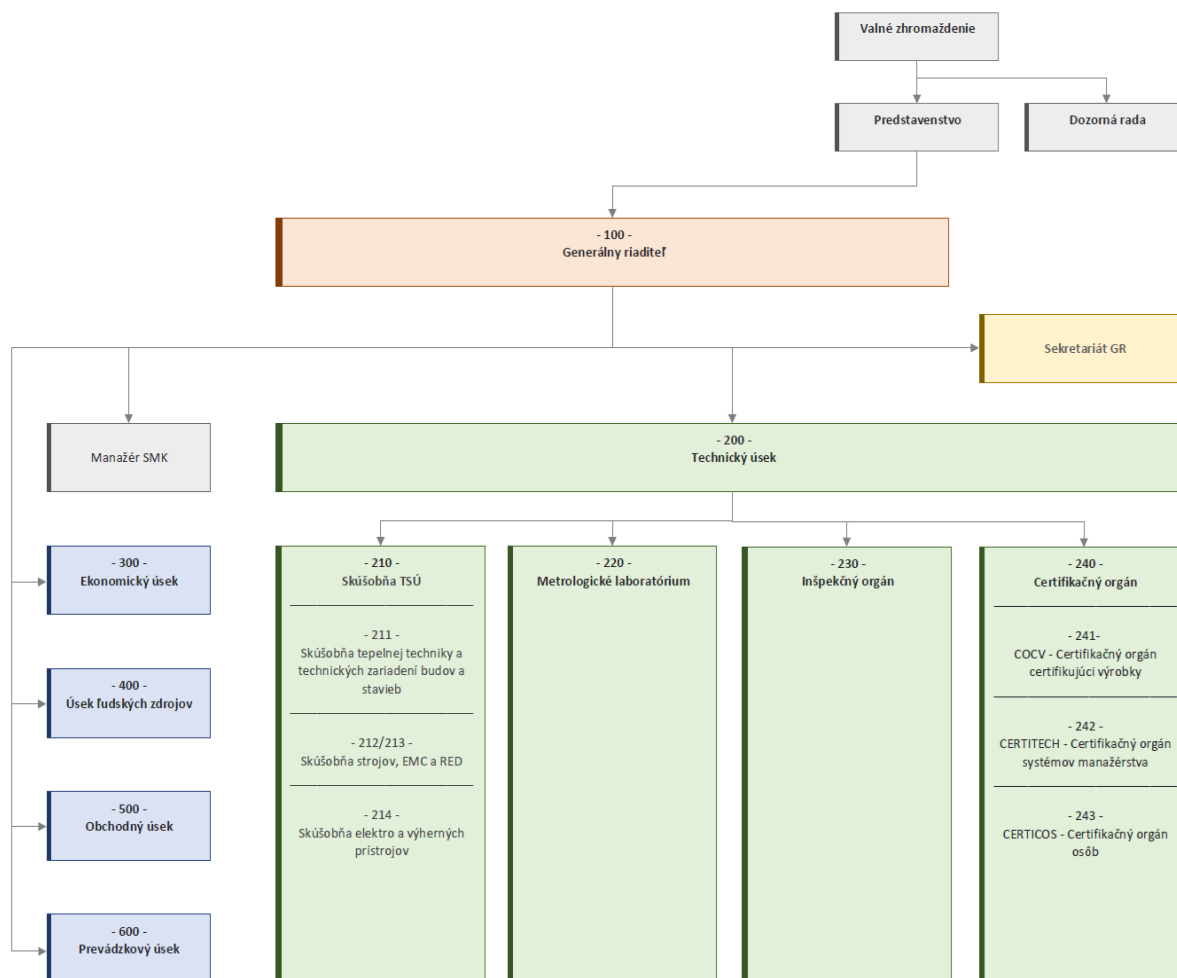 Valné zhromaždenie
Predstavenstvo
Dozorná rada
- 100 -
Generálny riaditeľ
Sekretariát GR
Manažér SMK
- 200 -
Technický úsek
- 300 -
Ekonomický úsek
- 400 -
Úsek ľudských zdrojov
- 500 -
Obchodný úsek
- 600 -
Prevádzkový úsek
- 210 -
Skúšobňa TSÚ
- 211 -
Skúšobňa tepelnej techniky a
technických zariadení budov a
stavieb
- 212/213 -
Skúšobňa strojov, EMC a RED
- 214 -
Skúšobňa elektro a výherných
prístrojov
- 220 -
Metrologické laboratórium
- 230 -
Inšpekčný orgán
- 240 -
Certifikačný orgán
- 241-
COCV - Certifikačný orgán
certifikujúci výrobky
- 242 -
CERTITECH - Certifikačný orgán
systémov manažérstva
- 243 -
CERTICOS - Certifikačný orgán
osôb